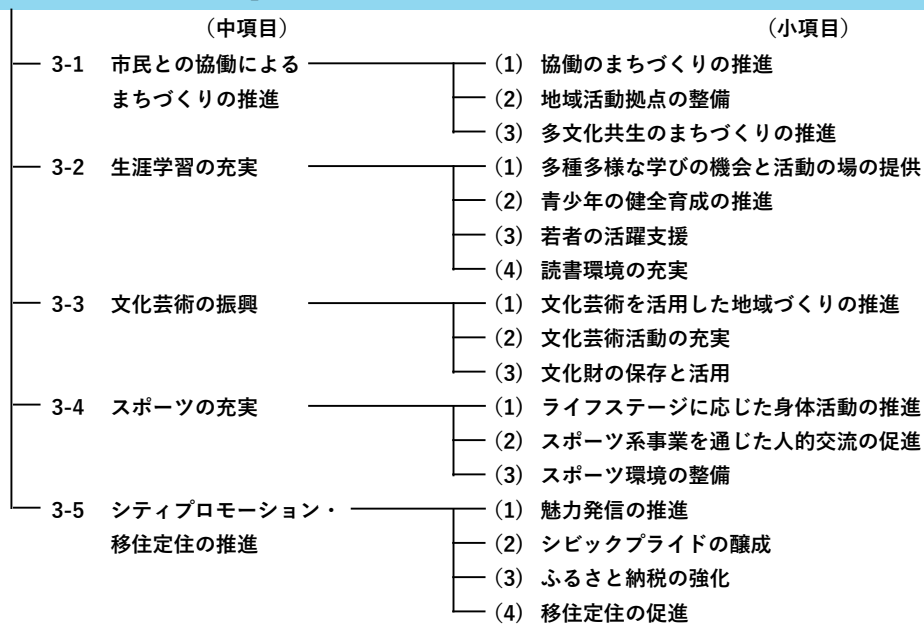 （中項目）
（小項目）
3-1 市民との協働による
まちづくりの推進
（1） 協働のまちづくりの推進
（2） 地域活動拠点の整備
（3） 多文化共生のまちづくりの推進
3-2 生涯学習の充実
（1） 多種多様な学びの機会と活動の場の提供
（2） 青少年の健全育成の推進
（3） 若者の活躍支援
（4） 読書環境の充実
3-3 文化芸術の振興
（1） 文化芸術を活用した地域づくりの推進
（2） 文化芸術活動の充実
（3） 文化財の保存と活用
3-4 スポーツの充実
（1） ライフステージに応じた身体活動の推進
（2） スポーツ系事業を通じた人的交流の促進
（3） スポーツ環境の整備
3-5 シティプロモーション・
移住定住の推進
（1） 魅力発信の推進
（2） シビックプライドの醸成
（3） ふるさと納税の強化
（4） 移住定住の促進